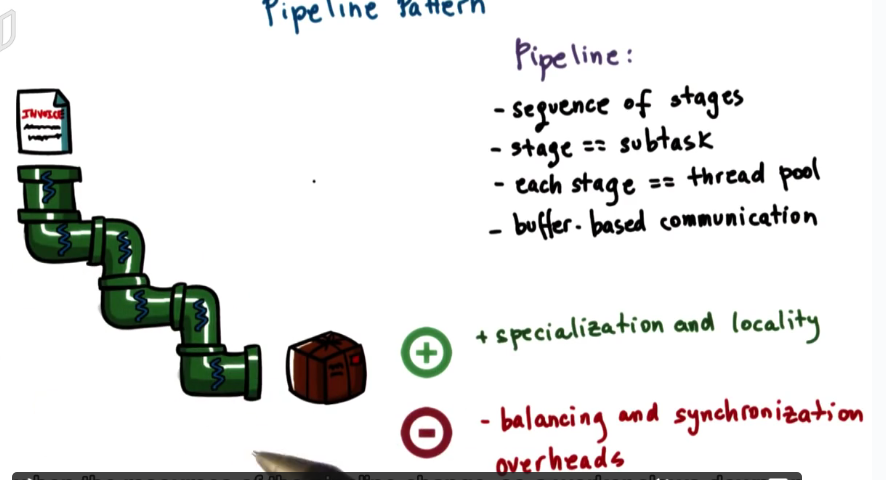 Pipeline Pattern
Pipeline:
INVOICE
- sequence of stages
- stage == subtask
- each stage == thread pool
- buffer-based communication
+ specialization and locality
- balancing and synchronization
overheads